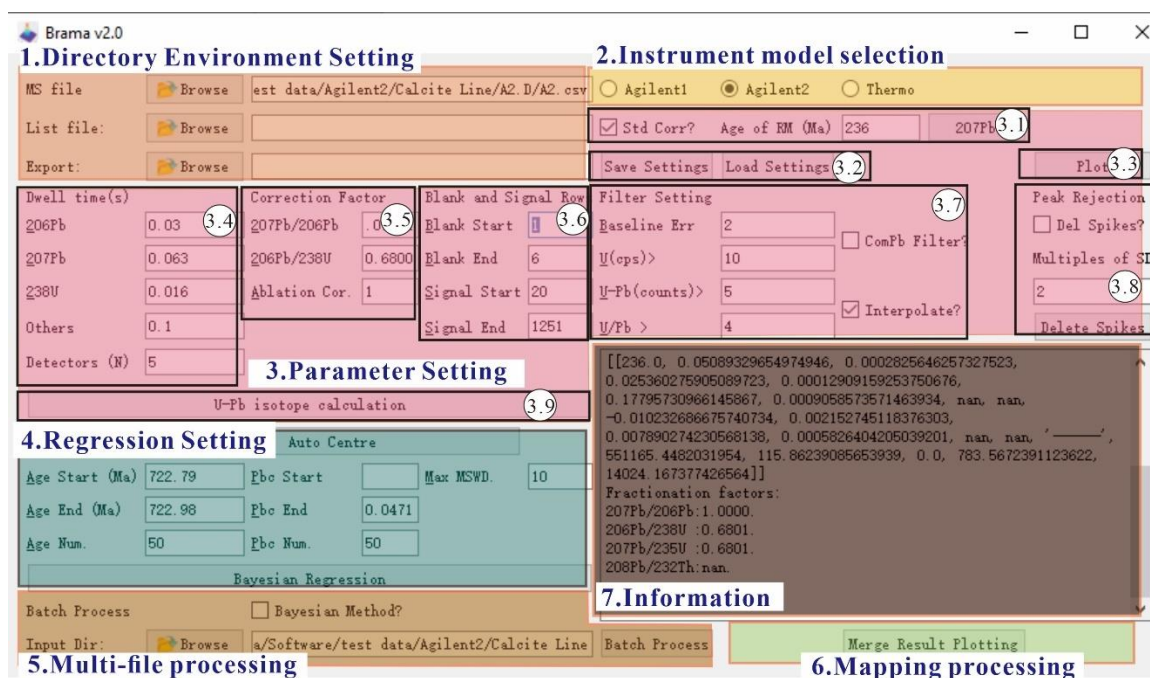 Brama v2.0
1.Directory Environment Setting
2.Instrument model selection
MS file Browse est data/Agilent2/Calcite Line/A2.D/A2.csv Agilent1 Agilent2 Thermo
List file: Browse Std Corr? Age of RM (Ma) 236 207Pb 3.1
Export: Browse Save Settings Load Settings 3.2 Plot 3.3
Dwell time(s) Correction Factor Blank and Signal Row Filter Setting Peak Rejection
206Pb 0.03 3.4 207Pb/206Pb .0 3.5 Blank Start 1 3.6 Baseline Err 2 3.7 Del Spikes?
ComPb Filter?
207Pb 0.063 206Pb/238U 0.6800 Blank End 6 U(cps)> 10 Multiples of SD
238U 0.016 Ablation Cor. 1 Signal Start 20 U-Pb(counts)> 5 2 3.8
Interpolate?
Others 0.1 Signal End 1251 U/Pb > 4 Delete Spikes
Detectors (N) 5
3.Parameter Setting
U-Pb isotope calculation 3.9
[[236.0, 0.05089329654974946, 0.0002825646257327523,
0.025360275905089723, 0.00012909159253750676,
0.17795730966145867, 0.0009058573571463934, nan, nan,
-0.01023268667574073​4, 0.002152745118376303,
0.007890274230568138, 0.0005826404205039201, nan, nan, '———',
551165.4482031954, 115.86239085653939, 0.0, 783.5672391123622,
14024.167377426564]]
Fractionation factors:
207Pb/206Pb:1.0000.
206Pb/238U :0.6801.
207Pb/235U :0.6801.
208Pb/232Th:nan.
7.Information
4.Regression Setting
Auto Centre
Age Start (Ma) 722.79 Pbc Start Max MSWD. 10
Age End (Ma) 722.98 Pbc End 0.0471
Age Num. 50 Pbc Num. 50
Bayesian Regression
Batch Process Bayesian Method?
Input Dir: Browse a/Software/test data/Agilent2/Calcite Line Batch Process Merge Result Plotting
5.Multi-file processing
6.Mapping processing